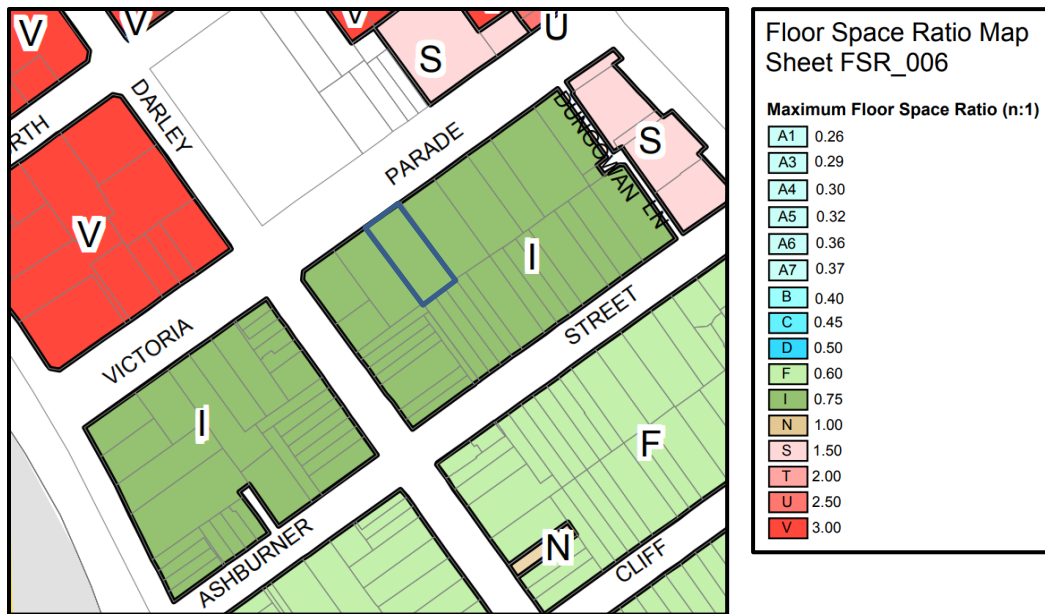 V
V
V
U
S
DARLEY
RTH
PARADE
DUNGOWAN LN
S
V
I
VICTORIA
STREET
I
F
ASHBURNER
N
CLIFF
Floor Space Ratio Map
Sheet FSR_006
Maximum Floor Space Ratio (n:1)
A1 0.26
A3 0.29
A4 0.30
A5 0.32
A6 0.36
A7 0.37
B 0.40
C 0.45
D 0.50
F 0.60
I 0.75
N 1.00
S 1.50
T 2.00
U 2.50
V 3.00